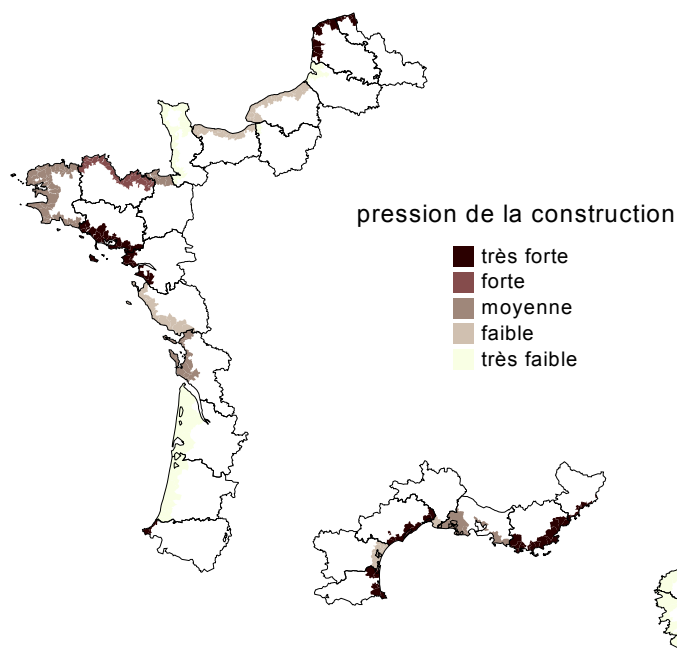 pression de la construction
très forte
forte
moyenne
faible
très faible